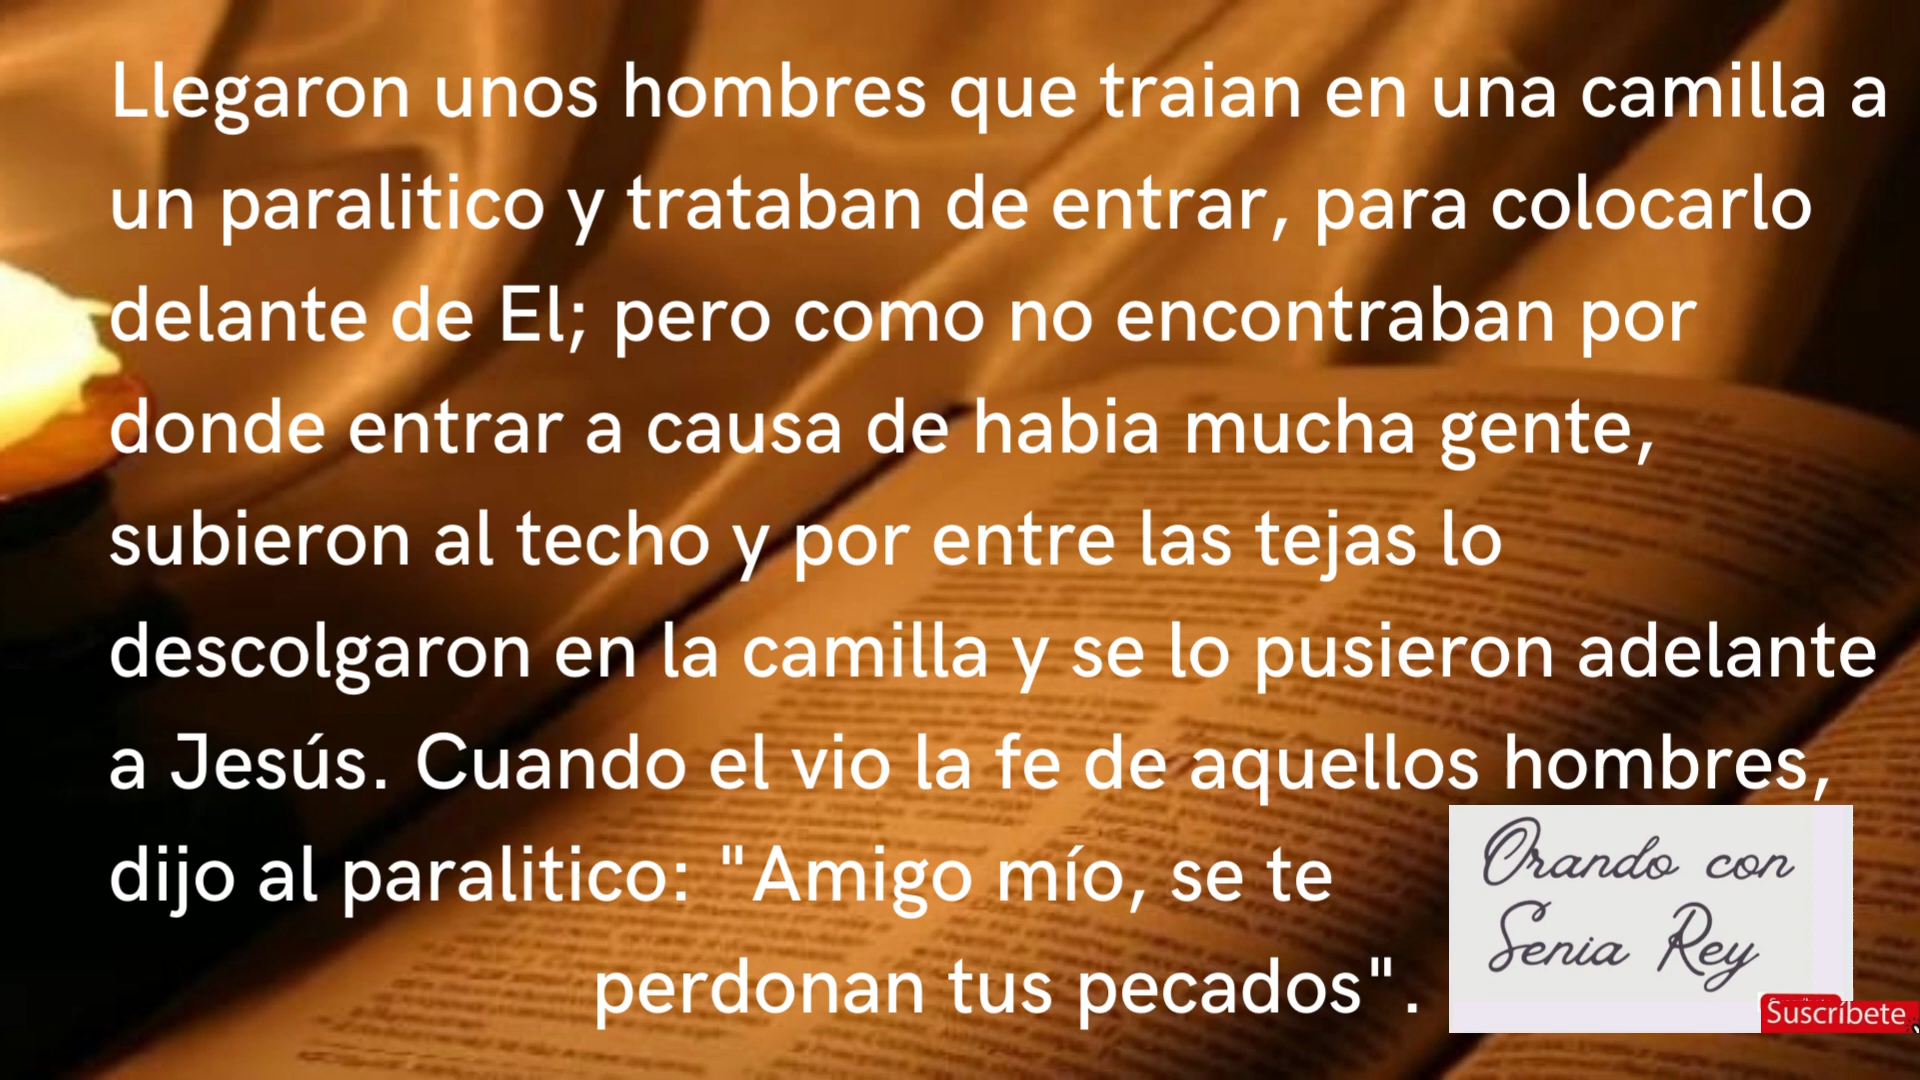 Llegaron unos hombres que traian en una camilla a
un paralitico y trataban de entrar, para colocarlo
delante de El; pero como no encontraban por
donde entrar a causa de habia mucha gente,
subieron al techo y por entre las tejas lo
descolgaron en la camilla y se lo pusieron adelante
a Jesús. Cuando el vio la fe de aquellos hombres,
dijo al paralitico: "Amigo mío, se te
perdonan tus pecados".
Orando con
Senia Rey
Suscríbete